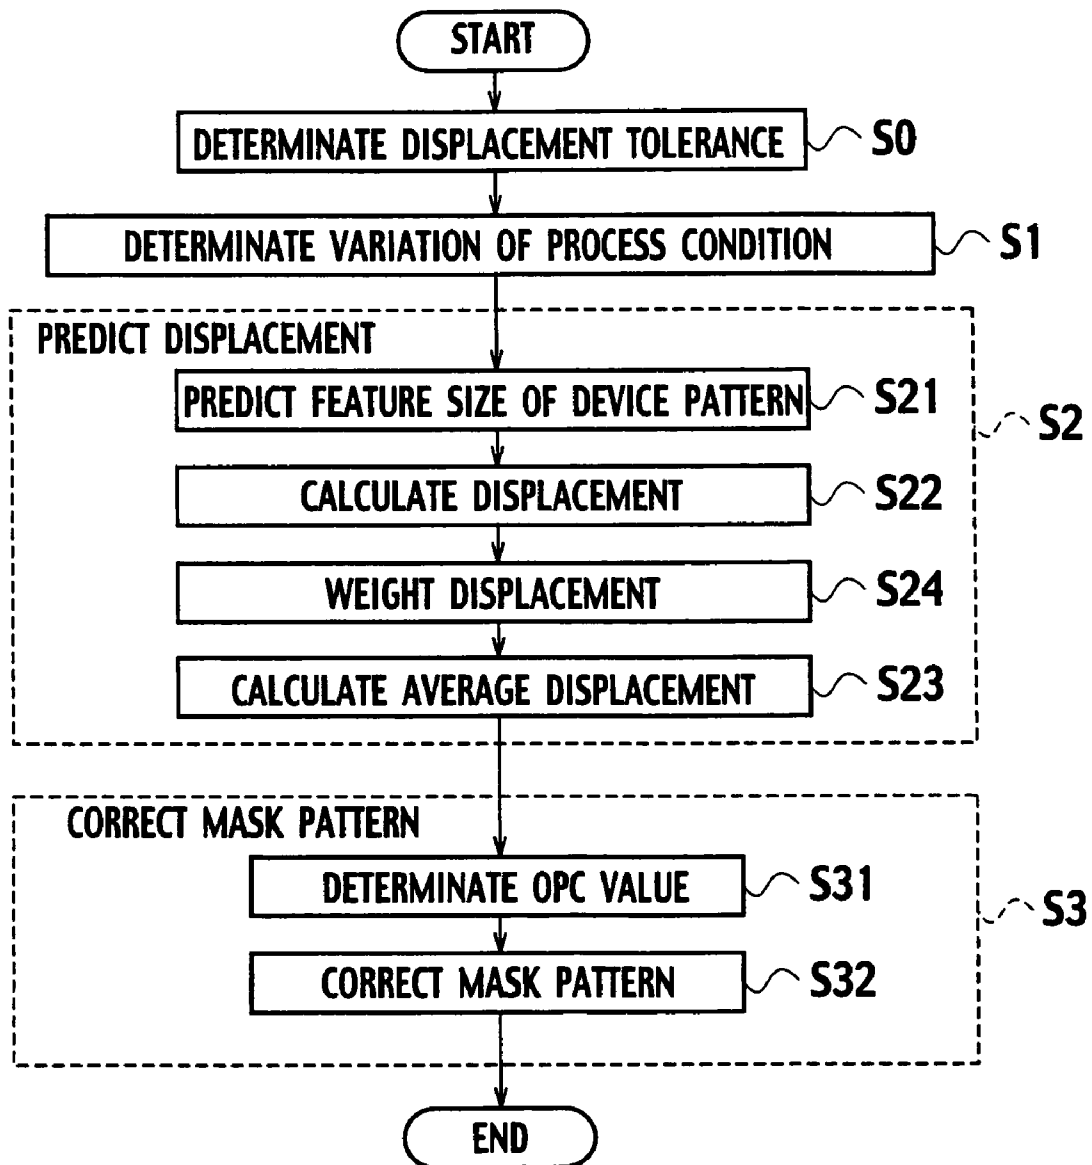 START
DETERMINATE DISPLACEMENT TOLERANCE
S0
DETERMINATE VARIATION OF PROCESS CONDITION
S1
PREDICT DISPLACEMENT
PREDICT FEATURE SIZE OF DEVICE PATTERN
S21
S2
CALCULATE DISPLACEMENT
S22
WEIGHT DISPLACEMENT
S24
CALCULATE AVERAGE DISPLACEMENT
S23
CORRECT MASK PATTERN
DETERMINATE OPC VALUE
S31
S3
CORRECT MASK PATTERN
S32
END